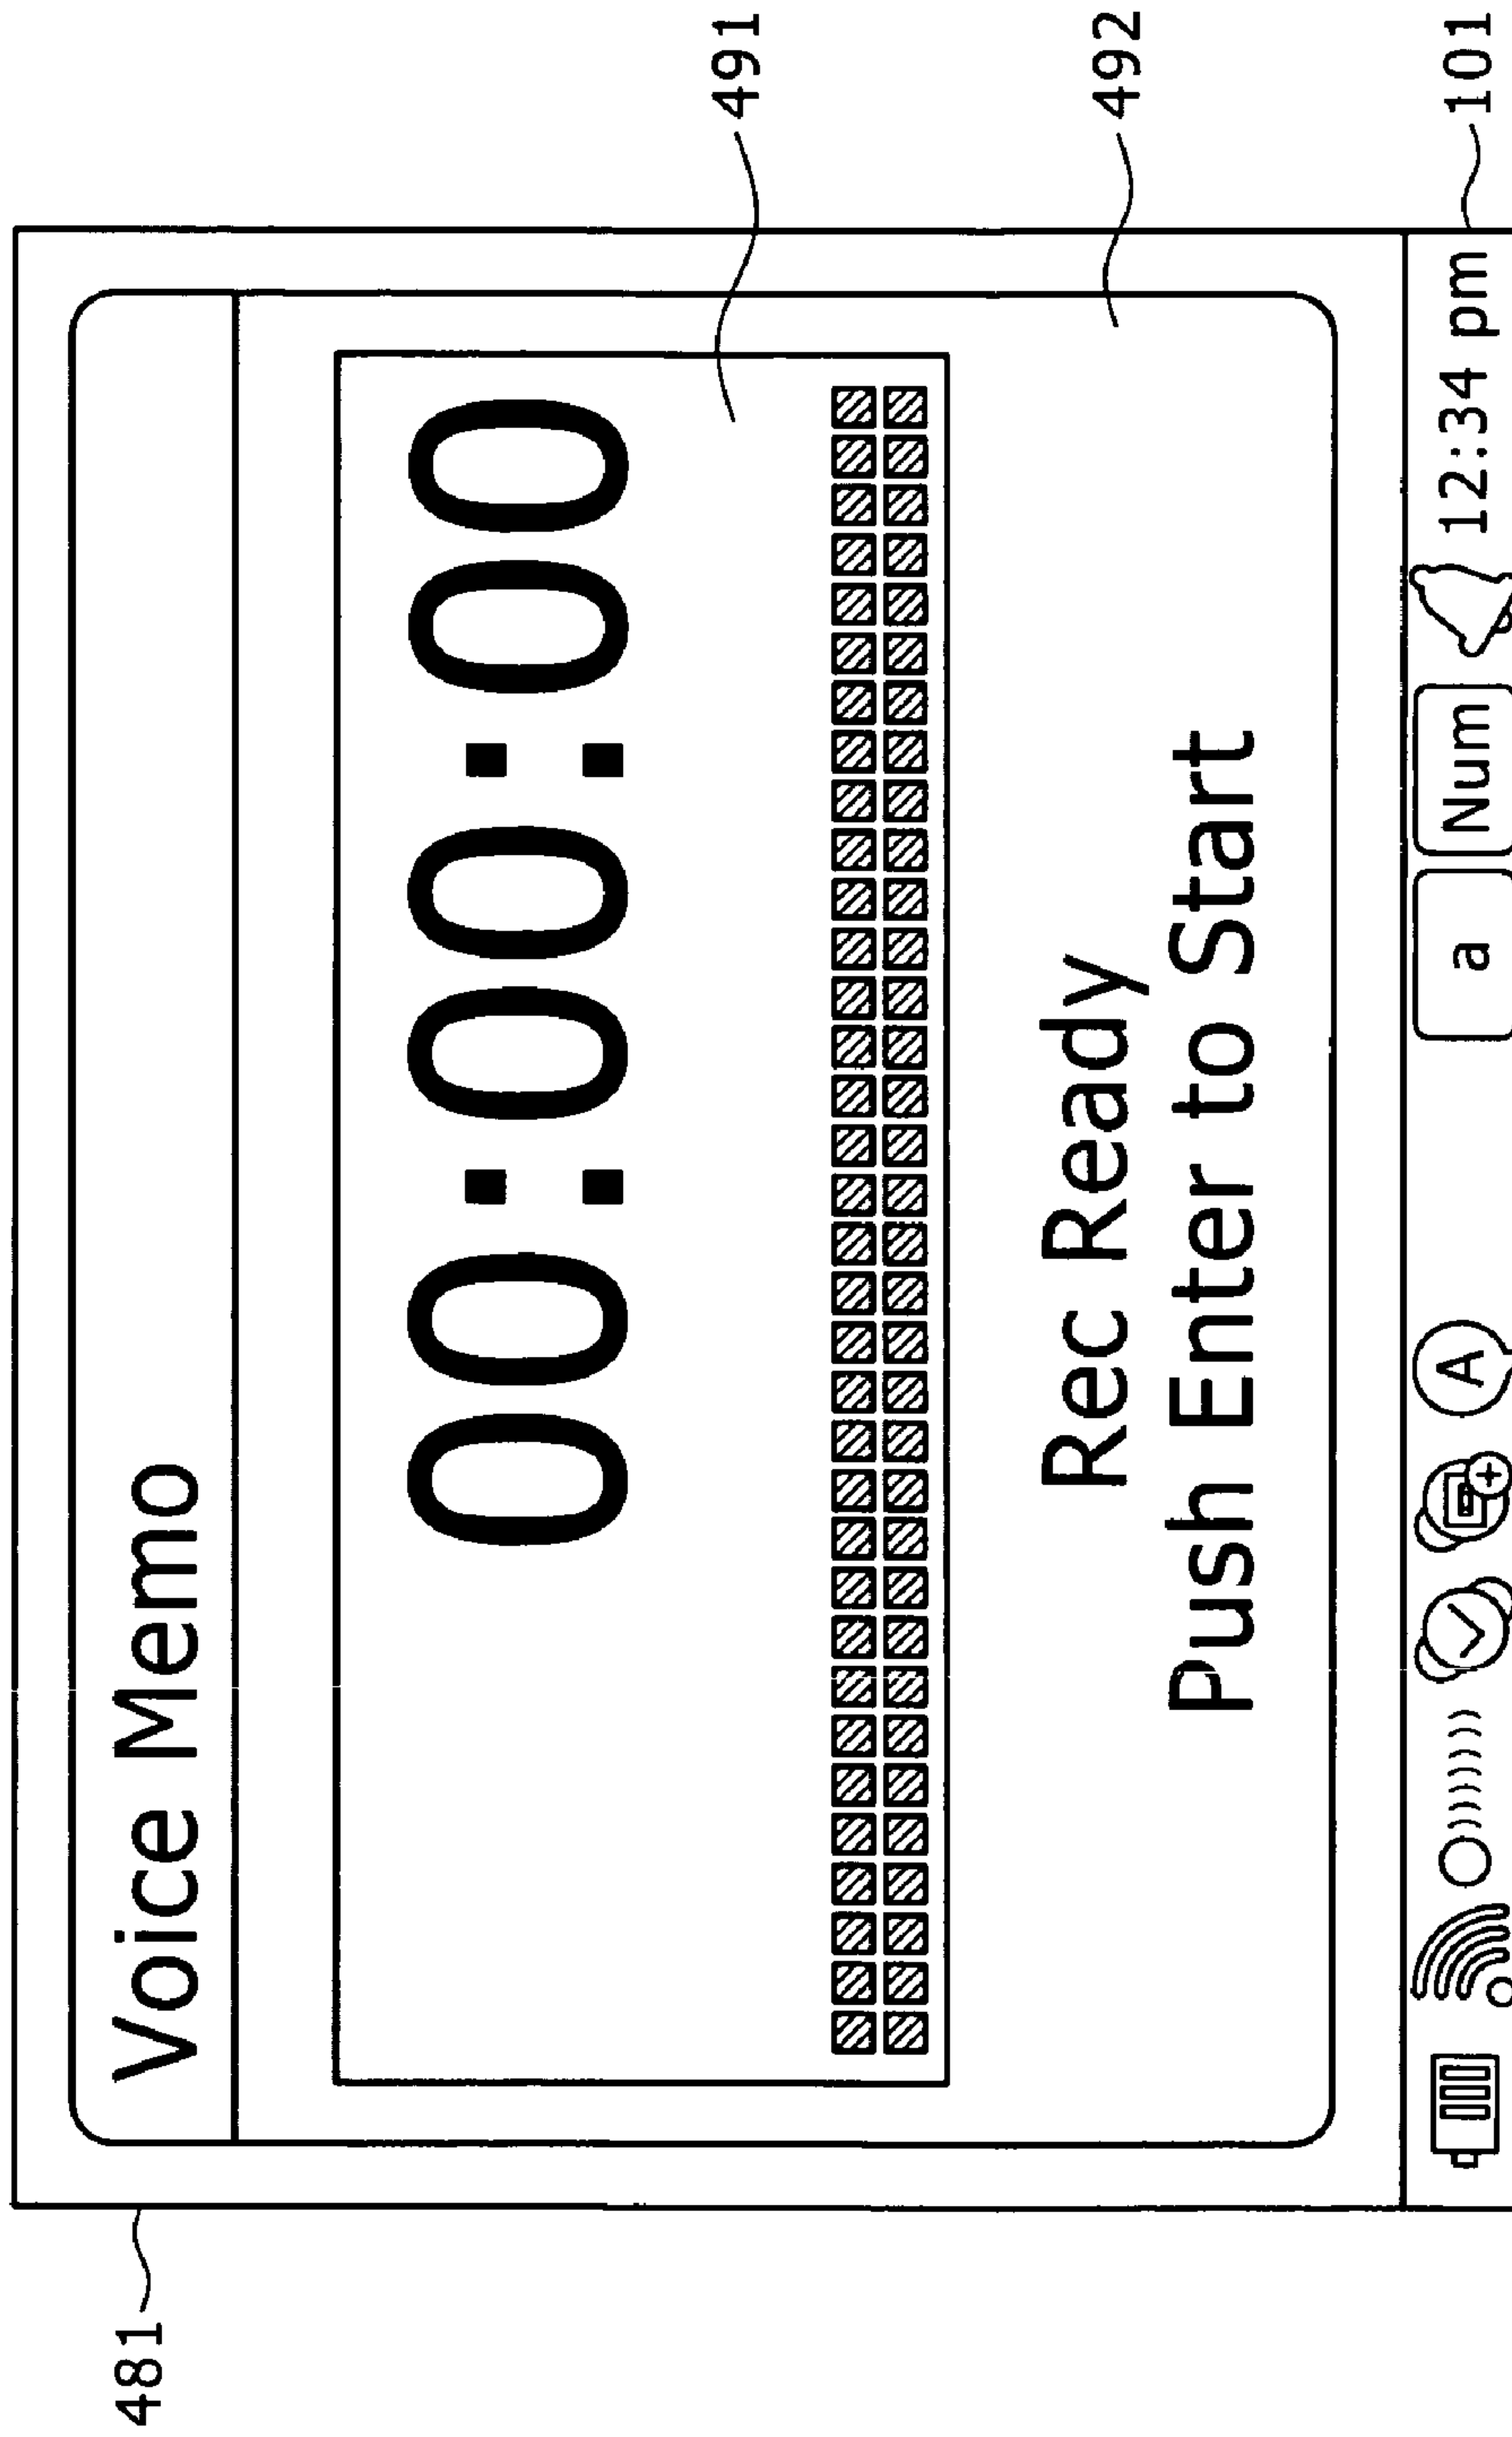 481
Voice Memo
00:00:00
491
Rec Ready
Push Enter to Start
492
A
a
Num
12:34 pm
101